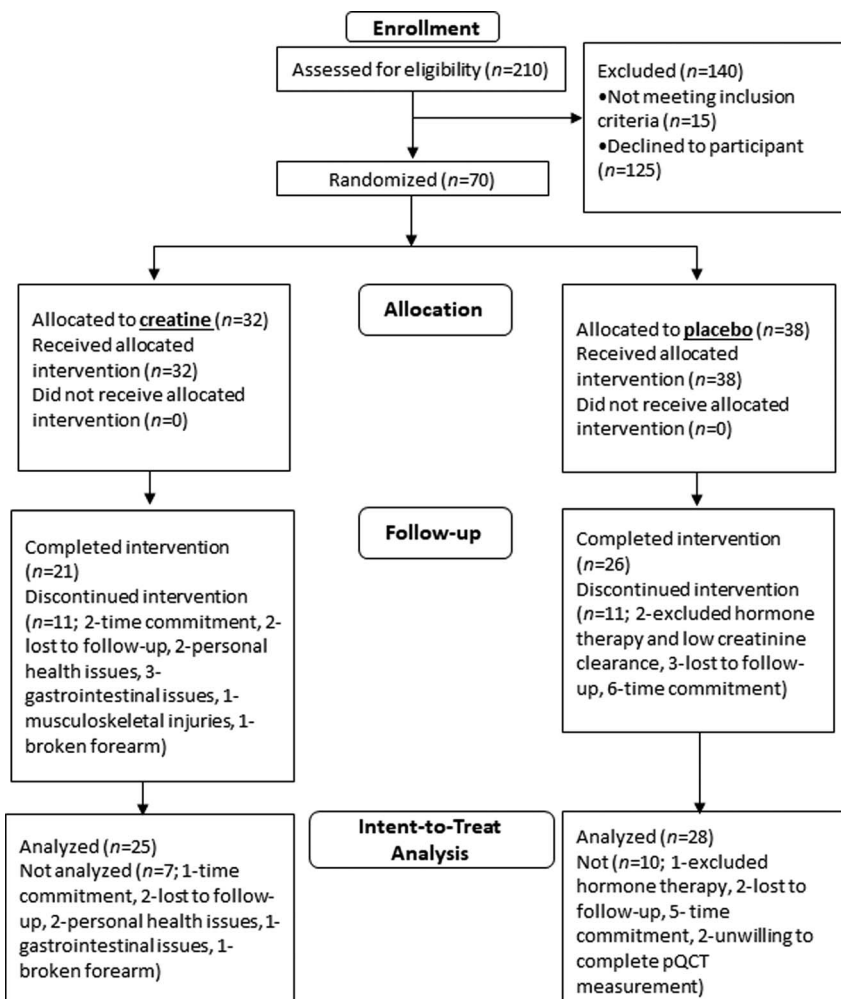 Enrollment
Assessed for eligibility (n=210)
Excluded (n=140)
•Not meeting inclusion
criteria (n=15)
•Declined to participant
(n=125)
Randomized (n=70)
Allocation
Allocated to creatine (n=32)
Received allocated
intervention (n=32)
Did not receive allocated
intervention (n=0)
Allocated to placebo (n=38)
Received allocated
intervention (n=38)
Did not receive allocated
intervention (n=0)
Follow-up
Completed intervention
(n=21)
Discontinued intervention
(n=11; 2-time commitment, 2-
lost to follow-up, 2-personal
health issues, 3-
gastrointestinal issues, 1-
musculoskeletal injuries, 1-
broken forearm)
Completed intervention
(n=26)
Discontinued intervention
(n=11; 2-excluded hormone
therapy and low creatinine
clearance, 3-lost to follow-
up, 6-time commitment)
Intent-to-Treat
Analysis
Analyzed (n=25)
Not analyzed (n=7; 1-time
commitment, 2-lost to follow-
up, 2-personal health issues, 1-
gastrointestinal issues, 1-
broken forearm)
Analyzed (n=28)
Not (n=10; 1-excluded
hormone therapy, 2-lost to
follow-up, 5- time
commitment, 2-unwilling to
complete pQCT
measurement)